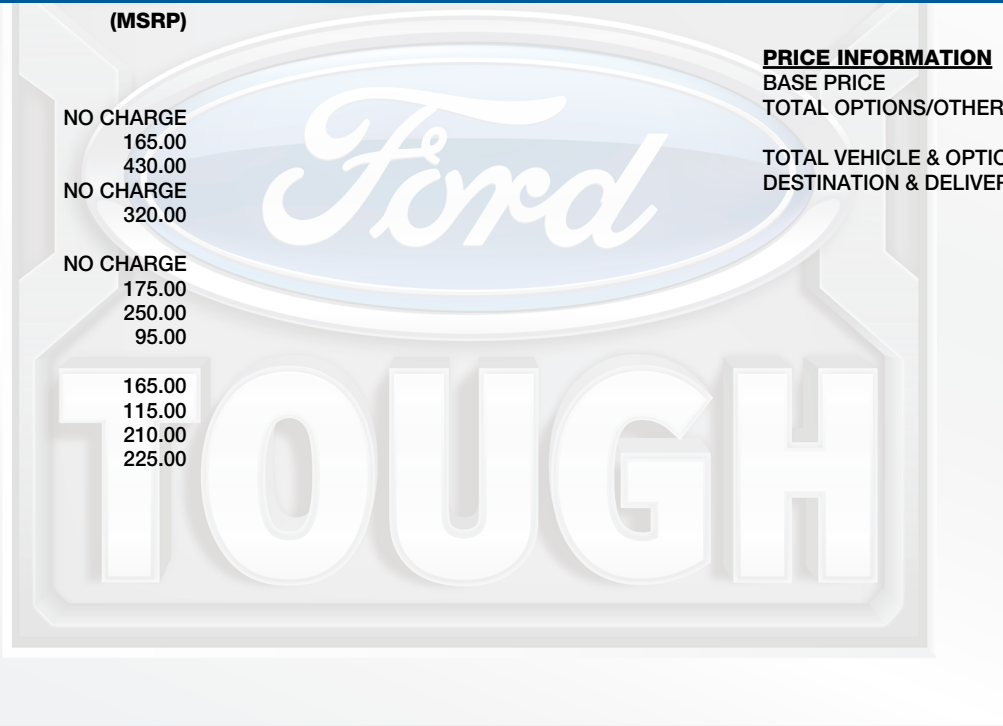 (MSRP)
NO CHARGE
165.00
430.00
NO CHARGE
320.00
NO CHARGE
175.00
250.00
95.00
165.00
115.00
210.00
225.00
PRICE INFORMATION
BASE PRICE
TOTAL OPTIONS/OTHER
TOTAL VEHICLE & OPTIO
DESTINATION & DELIVER
Ford
TOUGH